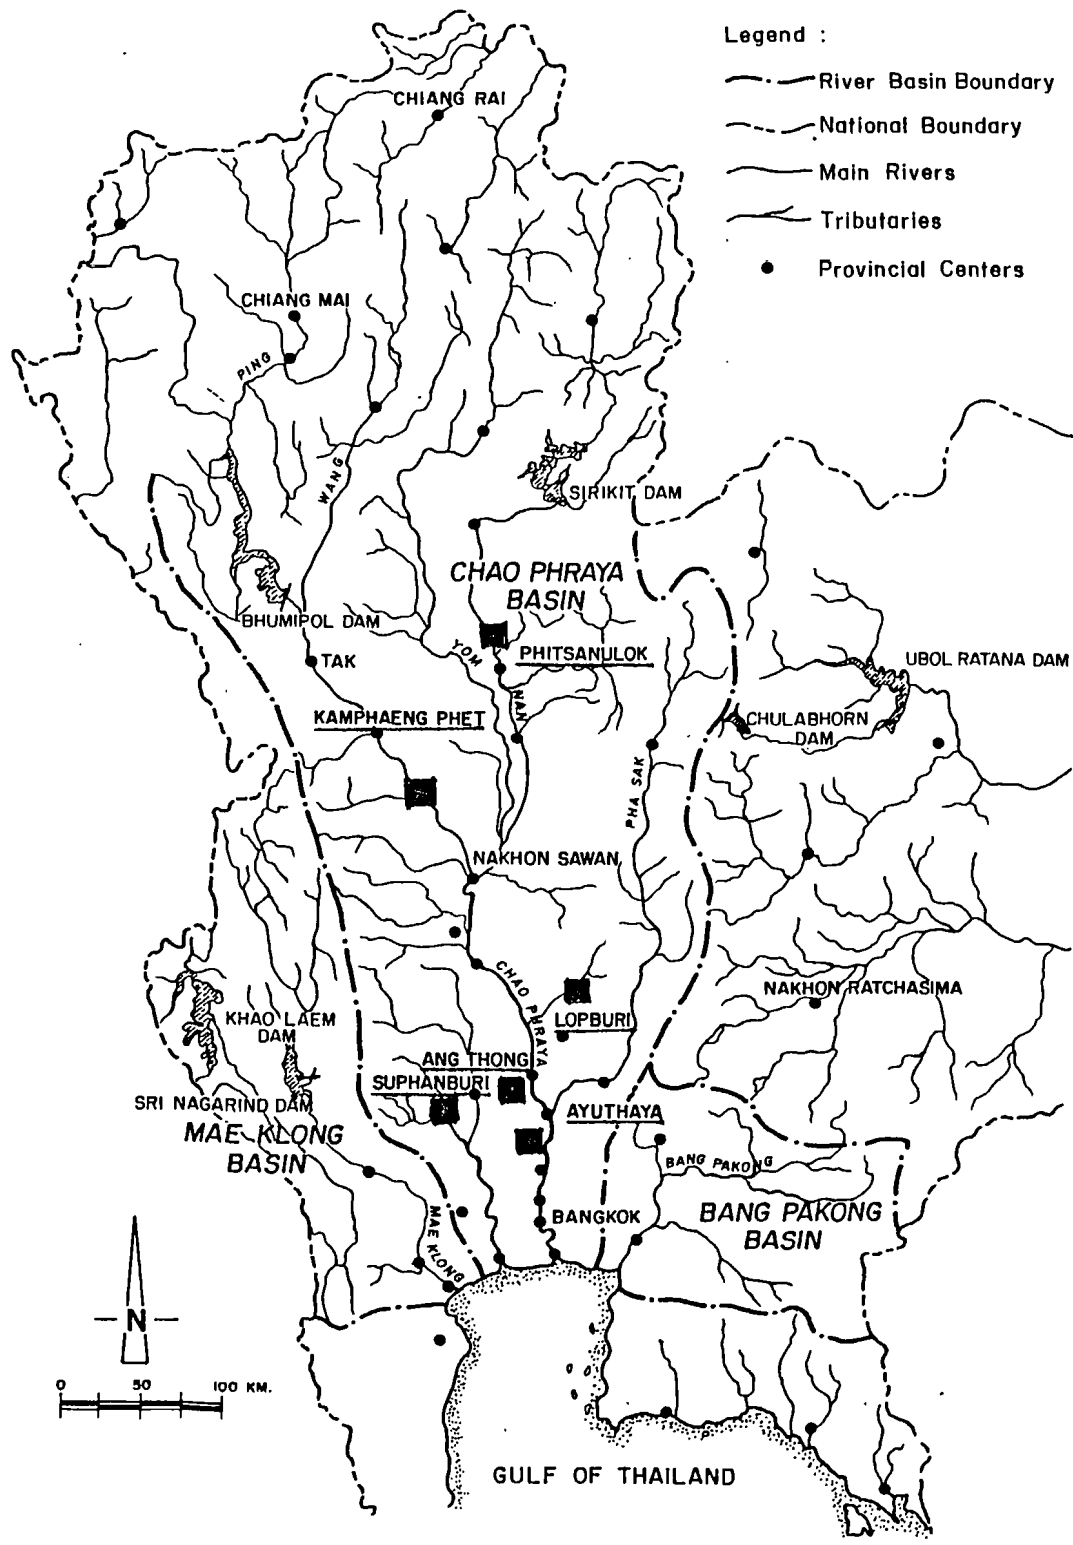 Legend :
River Basin Boundary
National Boundary
Main Rivers
Tributaries
Provincial Centers
CHIANG RAI
CHIANG MAI
PING
WANG
SIRIKIT DAM
CHAO PHRAYA
BASIN
BHUMIPOL DAM
YOM
PHITSANULOK
TAK
UBOL RATANA DAM
NAN
KAMPHAENG PHET
CHULABHORN
DAM
PHA SAK
NAKHON SAWAN
CHAO PHRAYA
NAKHON RATCHASIMA
KHAO LAEM
DAM
LOPBURI
ANG THONG
SUPHANBURI
SRI NAGARIND DAM
AYUTHAYA
MAE KLONG
BASIN
BANG PAKONG
MAE KLONG
BANGKOK
BANG PAKONG
BASIN
N
0 50 100 KM.
GULF OF THAILAND